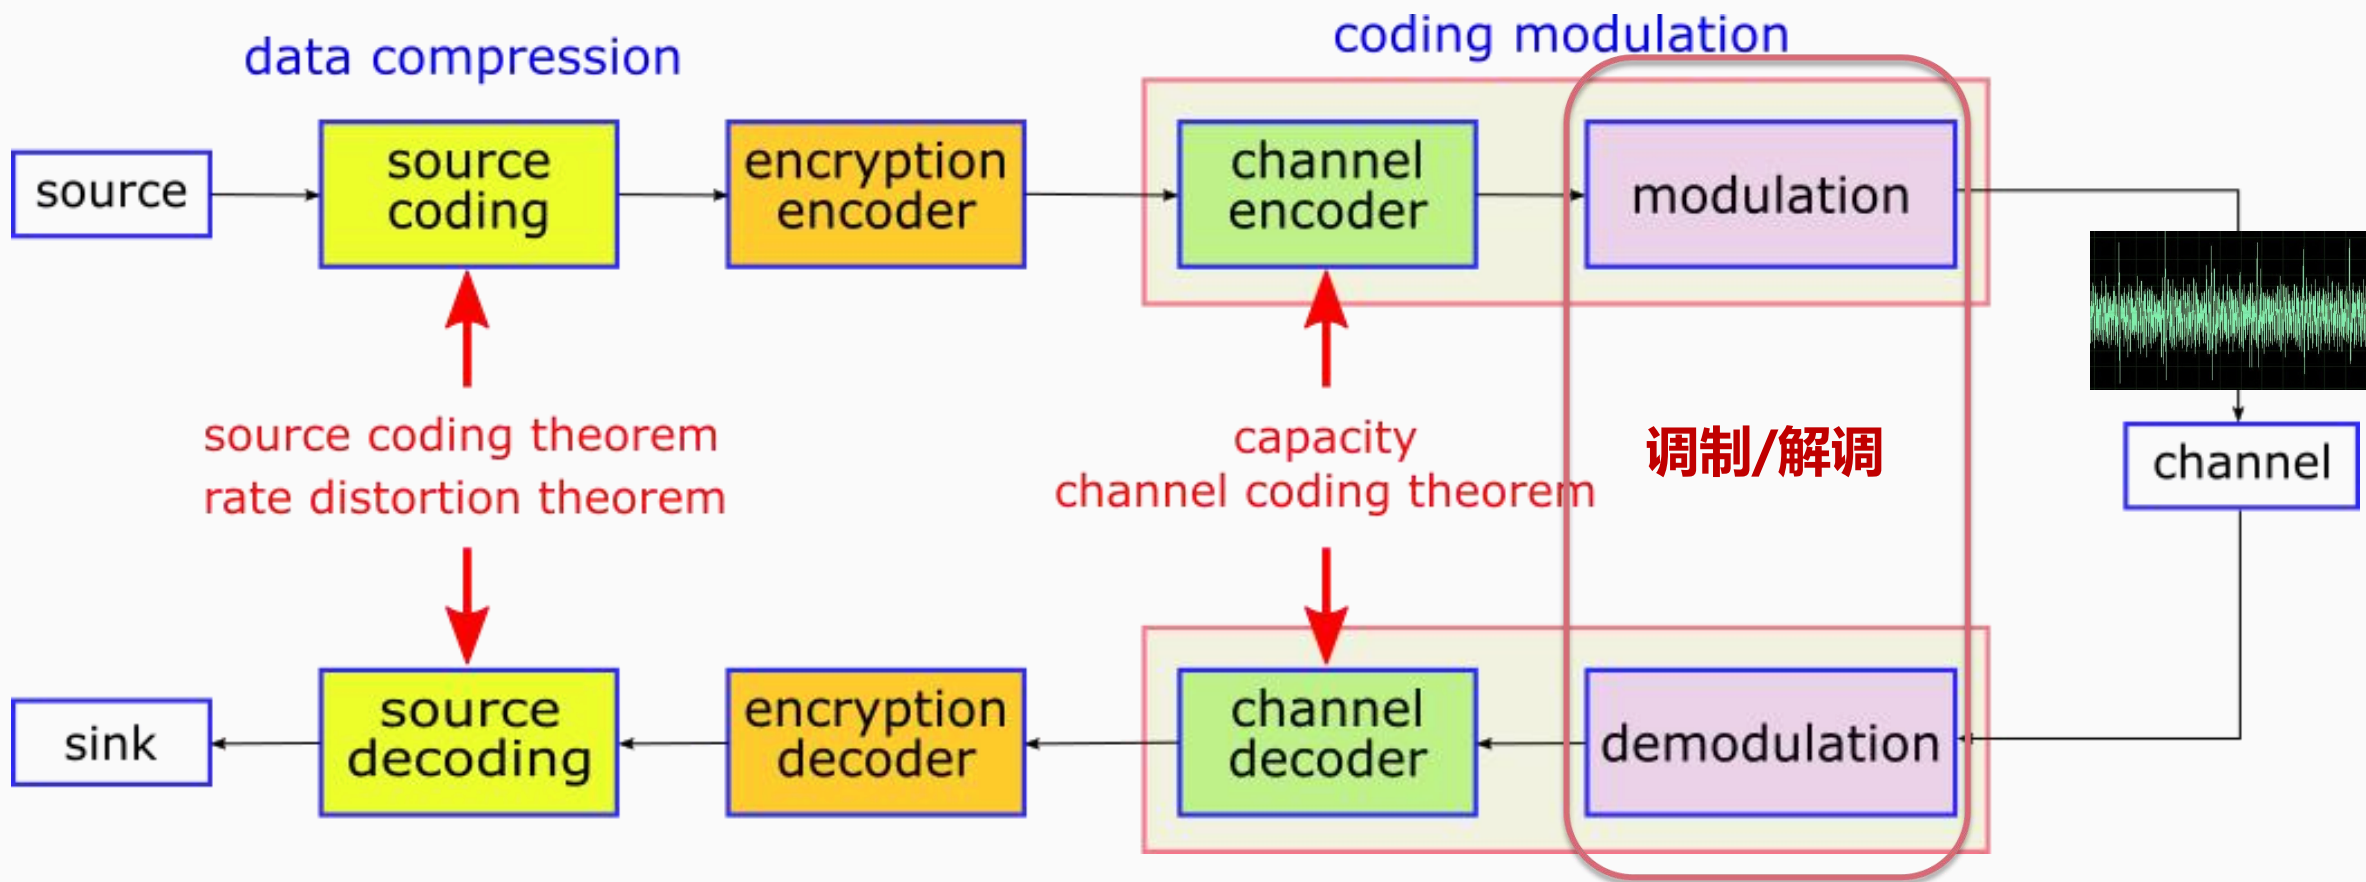 data compression
coding modulation
source
source
coding
encryption
encoder
channel
encoder
modulation
source coding theorem
rate distortion theorem
capacity
channel coding theorem
调制/解调
channel
sink
source
decoding
encryption
decoder
channel
decoder
demodulation